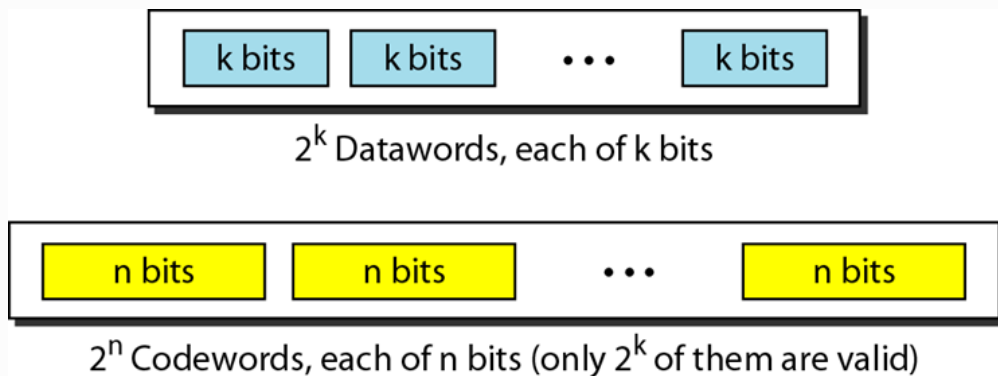 k bits k bits ... k bits
2^k Datawords, each of k bits
n bits n bits ... n bits
2^n Codewords, each of n bits (only 2^k of them are valid)